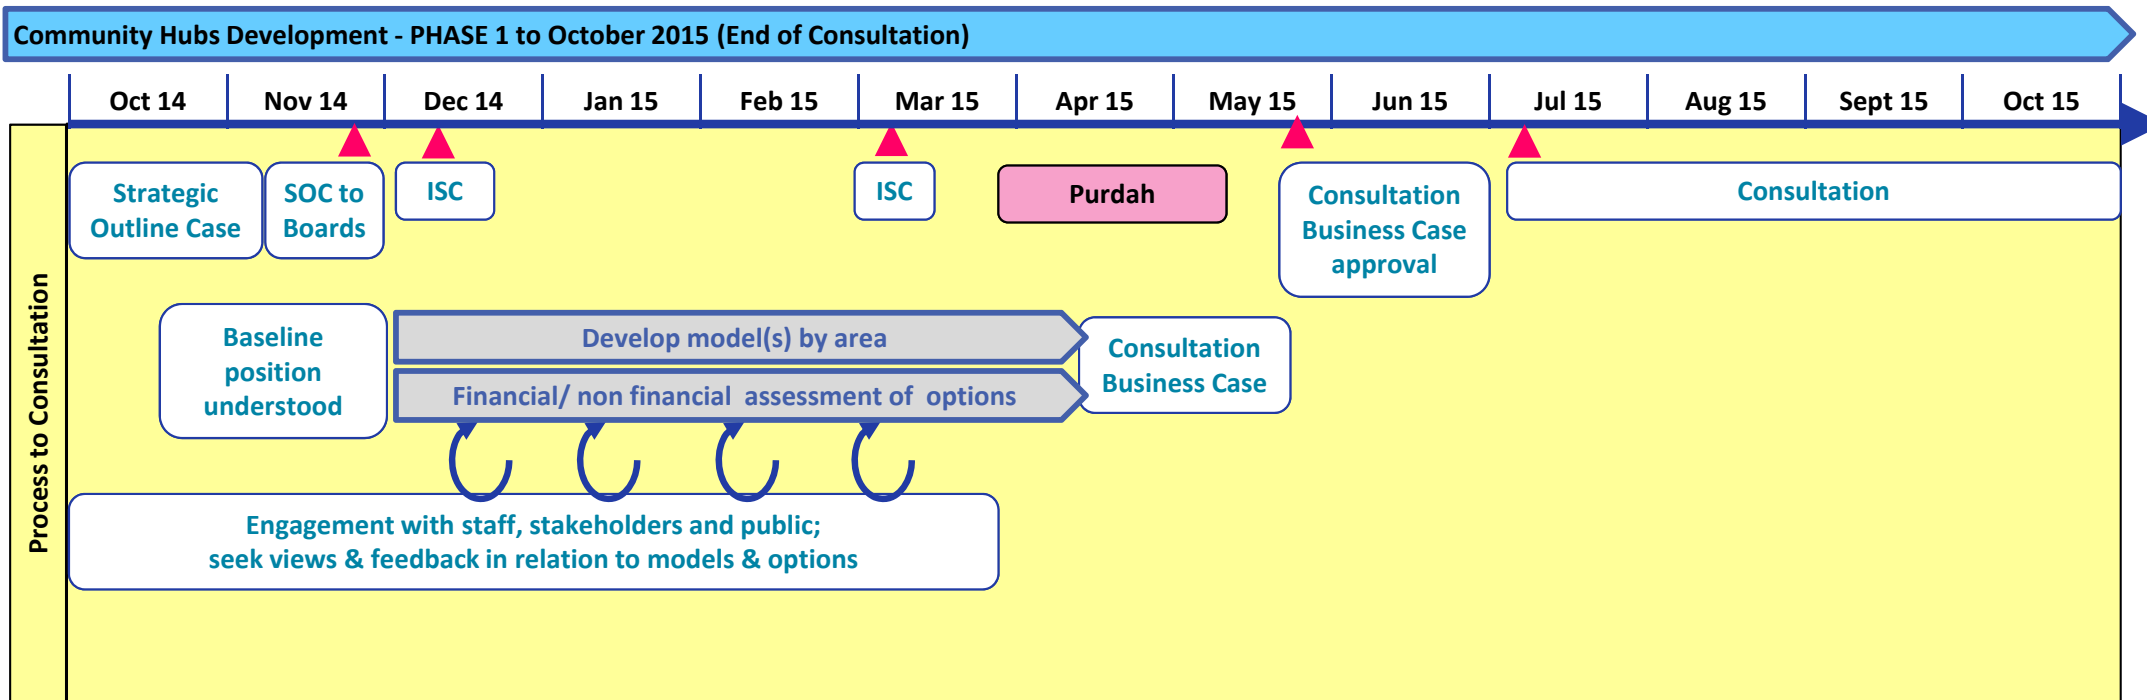 Community Hubs Development - PHASE 1 to October 2015 (End of Consultation)
Oct 14
Nov 14
Dec 14
Jan 15
Feb 15
Mar 15
Apr 15
May 15
Jun 15
Jul 15
Aug 15
Sept 15
Oct 15
Process to Consultation
Strategic
Outline Case
SOC to
Boards
ISC
ISC
Purdah
Consultation
Business Case
approval
Consultation
Baseline
position
understood
Develop model(s) by area
Financial/ non financial assessment of options
Consultation
Business Case
Engagement with staff, stakeholders and public;
seek views & feedback in relation to models & options